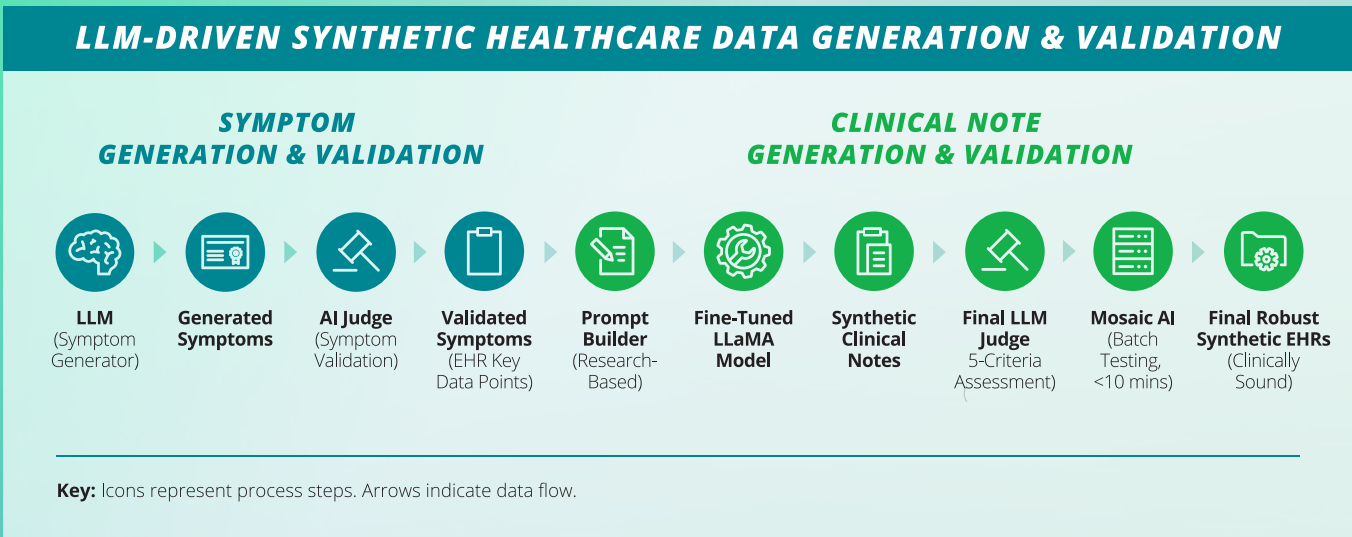 LLM-DRIVEN SYNTHETIC HEALTHCARE DATA GENERATION & VALIDATION
SYMPTOM
GENERATION & VALIDATION
CLINICAL NOTE
GENERATION & VALIDATION
LLM
(Symptom
Generator)
Generated
Symptoms
AI Judge
(Symptom
Validation)
Validated
Symptoms
(EHR Key
Data Points)
Prompt
Builder
(Research-
Based)
Fine-Tuned
LLaMA
Model
Synthetic
Clinical
Notes
Final LLM
Judge
5-Criteria
Assessment)
(
Mosaic AI
(Batch
Testing,
<10 mins)
Final Robust
Synthetic EHRs
(Clinically
Sound)
Key: Icons represent process steps. Arrows indicate data flow.